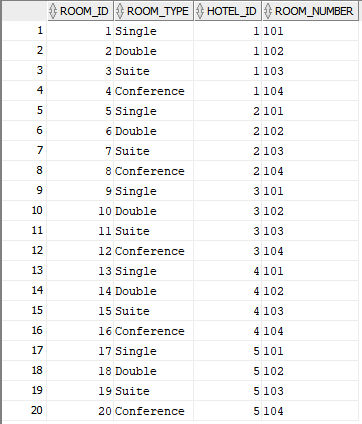 ROOM_ID ROOM_TYPE HOTEL_ID ROOM_NUMBER
1 1 Single 1 101
2 2 Double 1 102
3 3 Suite 1 103
4 4 Conference 1 104
5 5 Single 2 101
6 6 Double 2 102
7 7 Suite 2 103
8 8 Conference 2 104
9 9 Single 3 101
10 10 Double 3 102
11 11 Suite 3 103
12 12 Conference 3 104
13 13 Single 4 101
14 14 Double 4 102
15 15 Suite 4 103
16 16 Conference 4 104
17 17 Single 5 101
18 18 Double 5 102
19 19 Suite 5 103
20 20 Conference 5 104